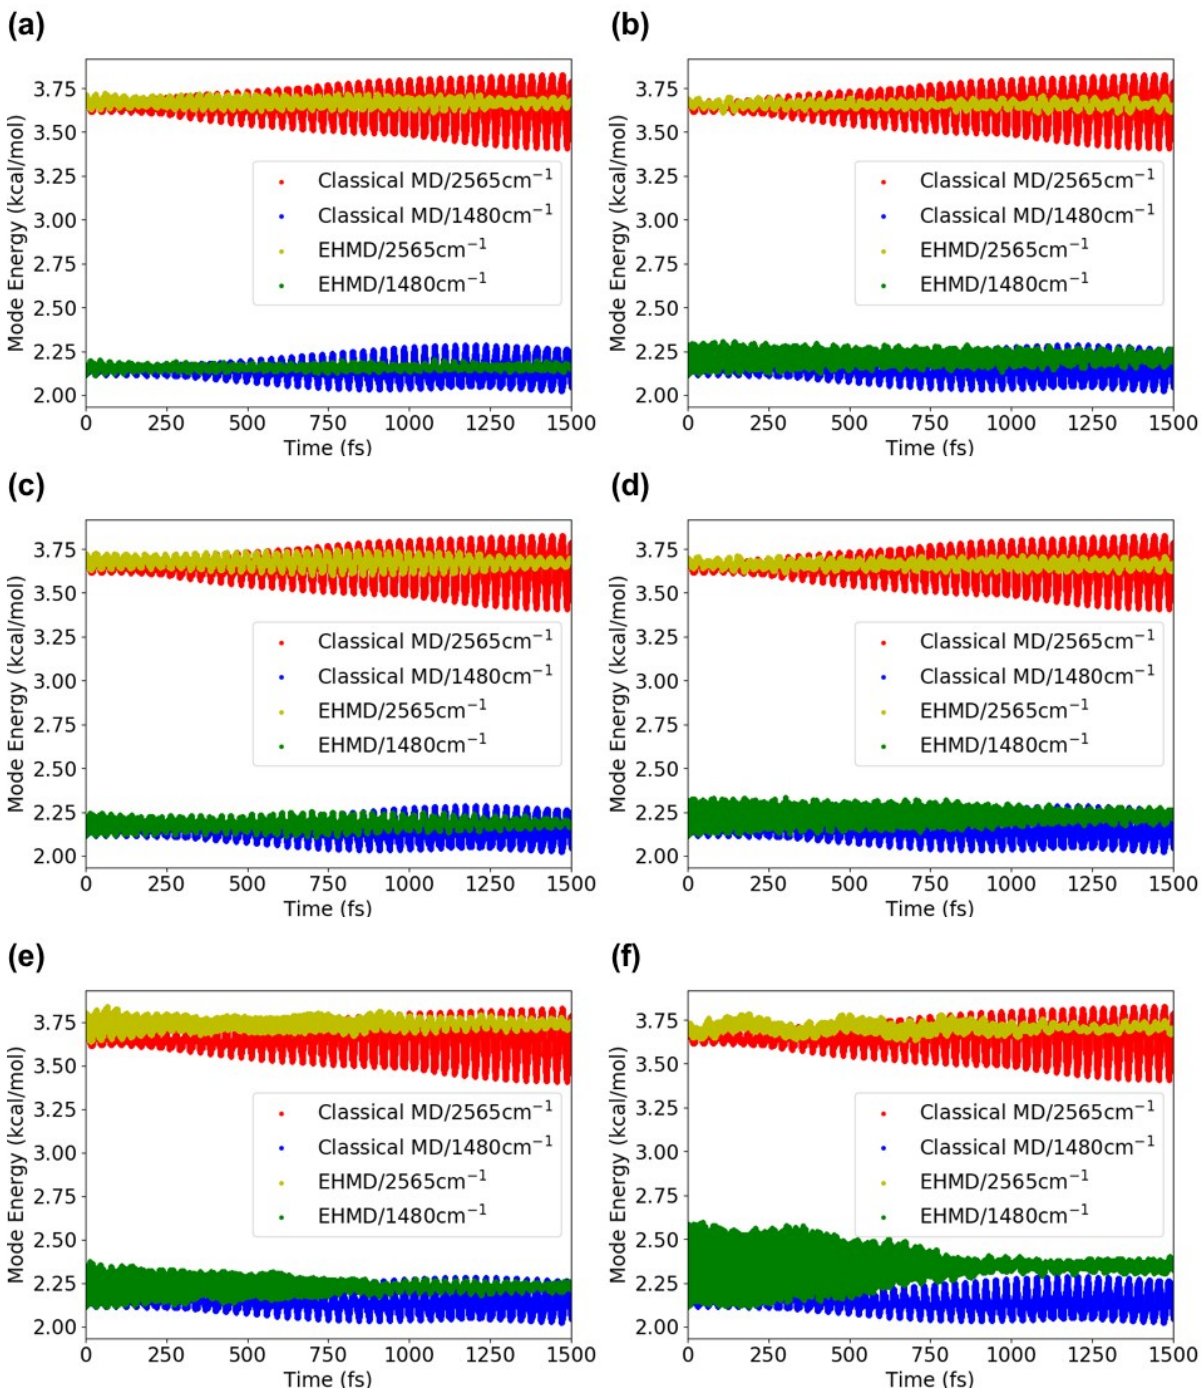 (a)
Mode Energy (kcal/mol)
3.75
3.50
3.25
3.00
2.75
2.50
2.25
2.00
Classical MD/2565cm⁻¹
Classical MD/1480cm⁻¹
EHMD/2565cm⁻¹
EHMD/1480cm⁻¹
0 250 500 750 1000 1250 1500
Time (fs)
(b)
Mode Energy (kcal/mol)
3.75
3.50
3.25
3.00
2.75
2.50
2.25
2.00
Classical MD/2565cm⁻¹
Classical MD/1480cm⁻¹
EHMD/2565cm⁻¹
EHMD/1480cm⁻¹
0 250 500 750 1000 1250 1500
Time (fs)
(c)
Mode Energy (kcal/mol)
3.75
3.50
3.25
3.00
2.75
2.50
2.25
2.00
Classical MD/2565cm⁻¹
Classical MD/1480cm⁻¹
EHMD/2565cm⁻¹
EHMD/1480cm⁻¹
0 250 500 750 1000 1250 1500
Time (fs)
(d)
Mode Energy (kcal/mol)
3.75
3.50
3.25
3.00
2.75
2.50
2.25
2.00
Classical MD/2565cm⁻¹
Classical MD/1480cm⁻¹
EHMD/2565cm⁻¹
EHMD/1480cm⁻¹
0 250 500 750 1000 1250 1500
Time (fs)
(e)
Mode Energy (kcal/mol)
3.75
3.50
3.25
3.00
2.75
2.50
2.25
2.00
Classical MD/2565cm⁻¹
Classical MD/1480cm⁻¹
EHMD/2565cm⁻¹
EHMD/1480cm⁻¹
0 250 500 750 1000 1250 1500
Time (fs)
(f)
Mode Energy (kcal/mol)
3.75
3.50
3.25
3.00
2.75
2.50
2.25
2.00
Classical MD/2565cm⁻¹
Classical MD/1480cm⁻¹
EHMD/2565cm⁻¹
EHMD/1480cm⁻¹
0 250 500 750 1000 1250 1500
Time (fs)